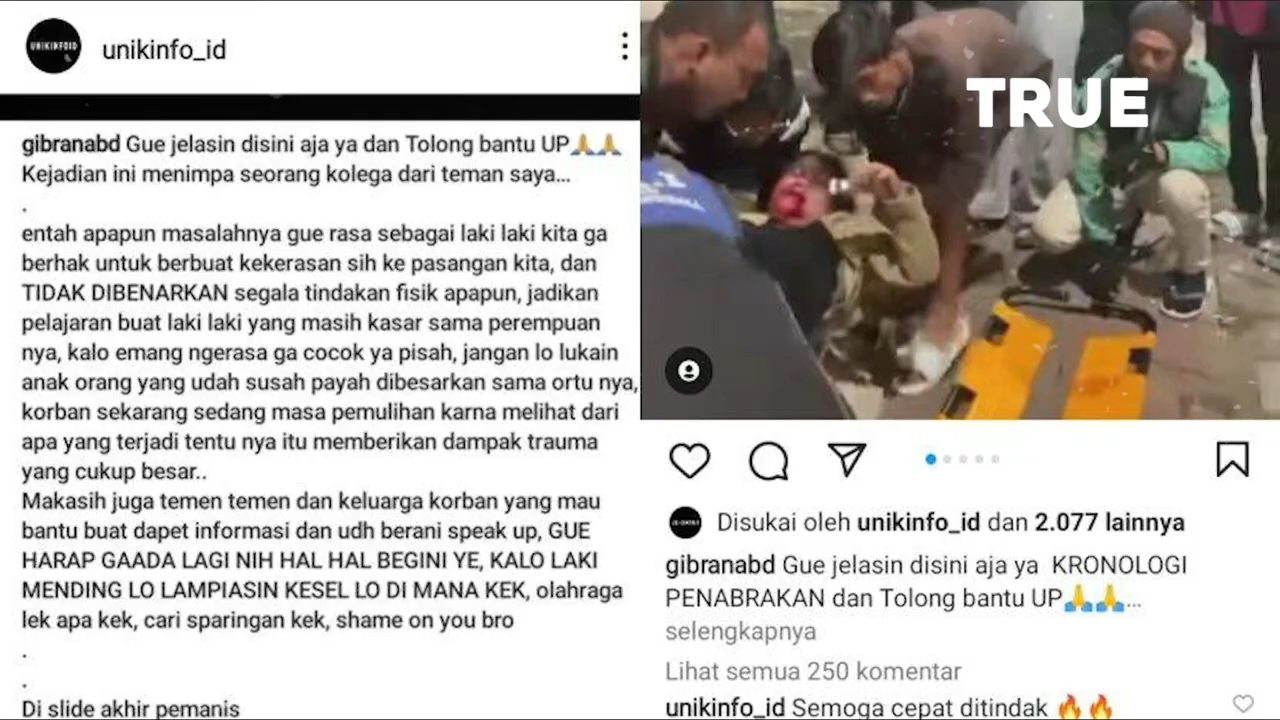 UNIKINFOID
unikinfo_id
gibranabd Gue jelasin disini aja ya dan Tolong bantu UP🙏🙏
Kejadian ini menimpa seorang kolega dari teman saya...
.
entah apapun masalahnya gue rasa sebagai laki laki kita ga
berhak untuk berbuat kekerasan sih ke pasangan kita, dan
TIDAK DIBENARKAN segala tindakan fisik apapun, jadikan
pelajaran buat laki laki yang masih kasar sama perempuan
nya, kalo emang ngerasa ga cocok ya pisah, jangan lo lukain
anak orang yang udah susah payah dibesarkan sama ortu nya,
korban sekarang sedang masa pemulihan karna melihat dari
apa yang terjadi tentu nya itu memberikan dampak trauma
yang cukup besar..
Makasih juga temen temen dan keluarga korban yang mau
bantu buat dapet informasi dan udh berani speak up, GUE
HARAP GAADA LAGI NIH HAL HAL BEGINI YE, KALO LAKI
MENDING LO LAMPIASIN KESEL LO DI MANA KEK, olahraga
lek apa kek, cari sparingan kek, shame on you bro
.
.
Di slide akhir pemanis
TRUE
Disukai oleh unikinfo_id dan 2.077 lainnya
gibranabd Gue jelasin disini aja ya KRONOLOGI
PENABRAKAN dan Tolong bantu UP🙏🙏...
selengkapnya
Lihat semua 250 komentar
unikinfo_id Semoga cepat ditindak 🔥🔥